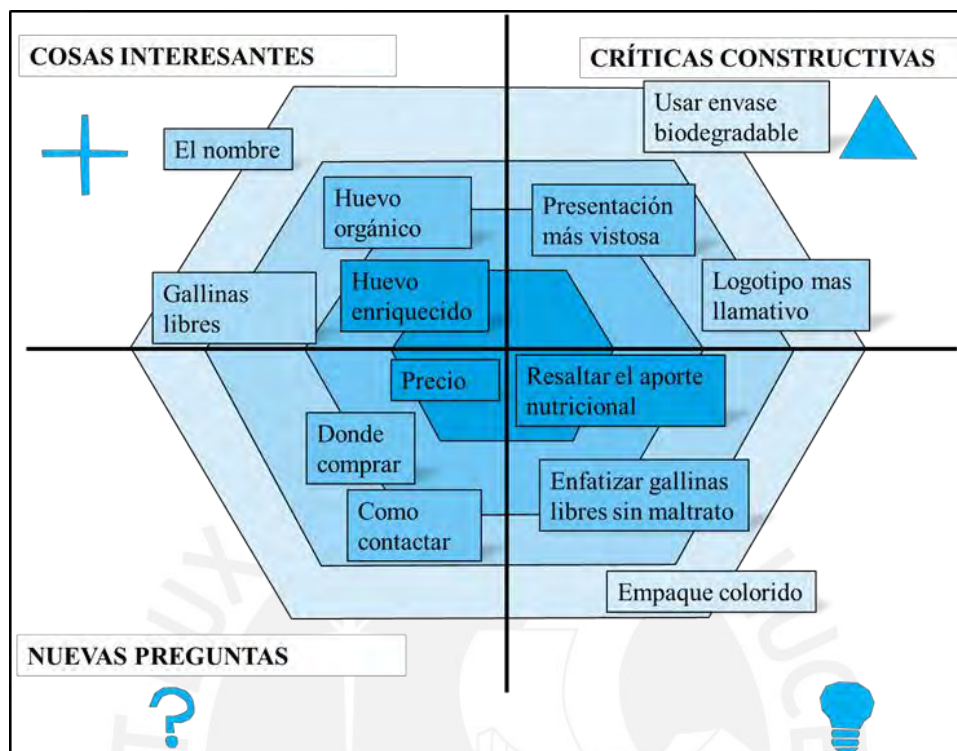 COSAS INTERESANTES
CRÍTICAS CONSTRUCTIVAS
Usar envase
biodegradable
El nombre
Huevo
orgánico
Presentación
más vistosa
Gallinas
libres
Huevo
enriquecido
Logotipo mas
llamativo
Precio
Resaltar el aporte
nutricional
Donde
comprar
Enfatizar gallinas
libres sin maltrato
Como
contactar
Empaque colorido
NUEVAS PREGUNTAS
?